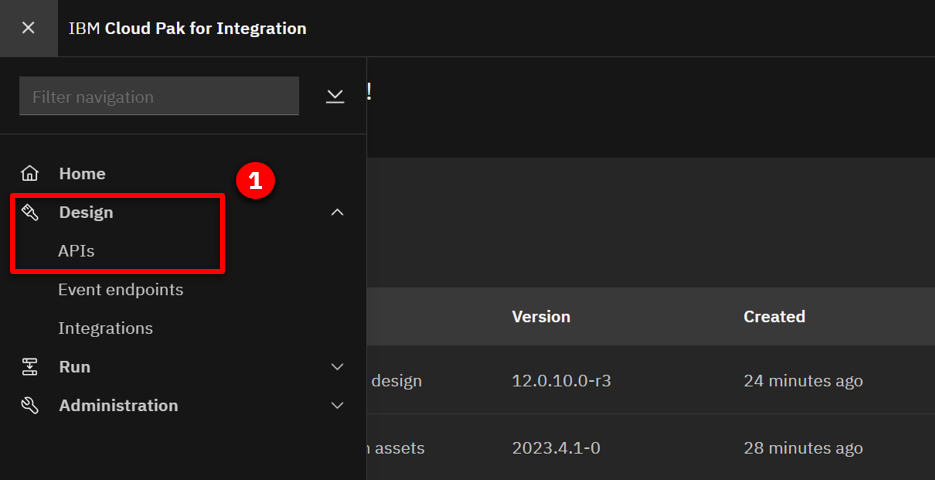 IBM Cloud Pak for Integration
Filter navigation
!
Home
1
Design
APIs
Event endpoints
Integrations
Run
Administration
Version Created
design 12.0.10.0-r3 24 minutes ago
assets 2023.4.1-0 28 minutes ago